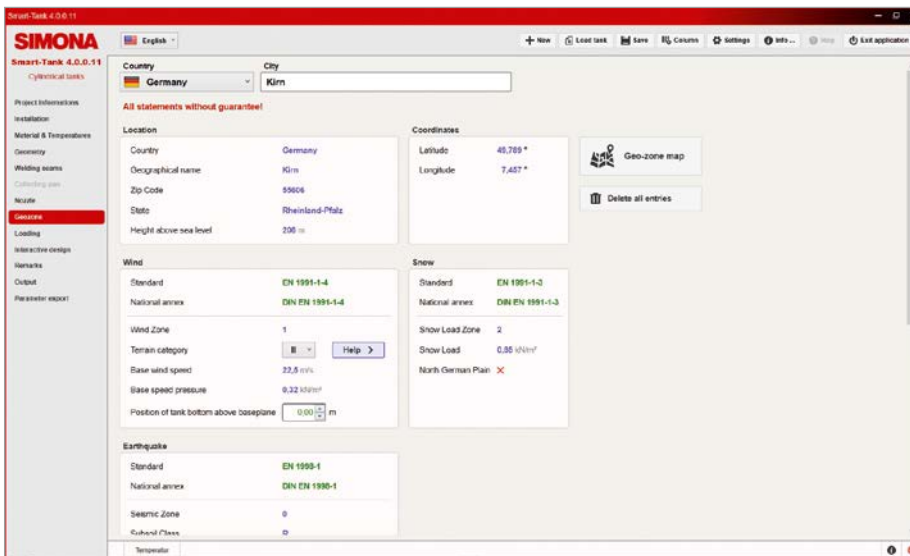 Smart-Tank 4.0.0.11
SIMONA
English
New
Load tank
Save
Column
Settings
Info ...
Help
Exit application
Smart-Tank 4.0.0.11
Cylindrical tanks
Project Informations
Installation
Material & Temperatures
Geometry
Welding seams
Collecting pan
Nozzle
Geozone
Loading
Interactive design
Remarks
Output
Parameter export
Country City
Germany Kirn
All statements without guarantee!
Location
Country Germany
Geographical name Kirn
Zip Code 55606
State Rheinland-Pfalz
Height above sea level 208 m
Coordinates
Latitude 49,789 °
Longitude 7,457 °
Geo-zone map
Delete all entries
Wind
Standard EN 1991-1-4
National annex DIN EN 1991-1-4
Wind Zone 1
Terrain category II Help >
Base wind speed 22,5 m/s
Base speed pressure 0,32 kN/m²
Position of tank bottom above baseplane 0,00 m
Snow
Standard EN 1991-1-3
National annex DIN EN 1991-1-3
Snow Load Zone 2
Snow Load 0,85 kN/m²
North German Plain
Earthquake
Standard EN 1998-1
National annex DIN EN 1998-1
Seismic Zone 0
Subsoil Class
Temperatur